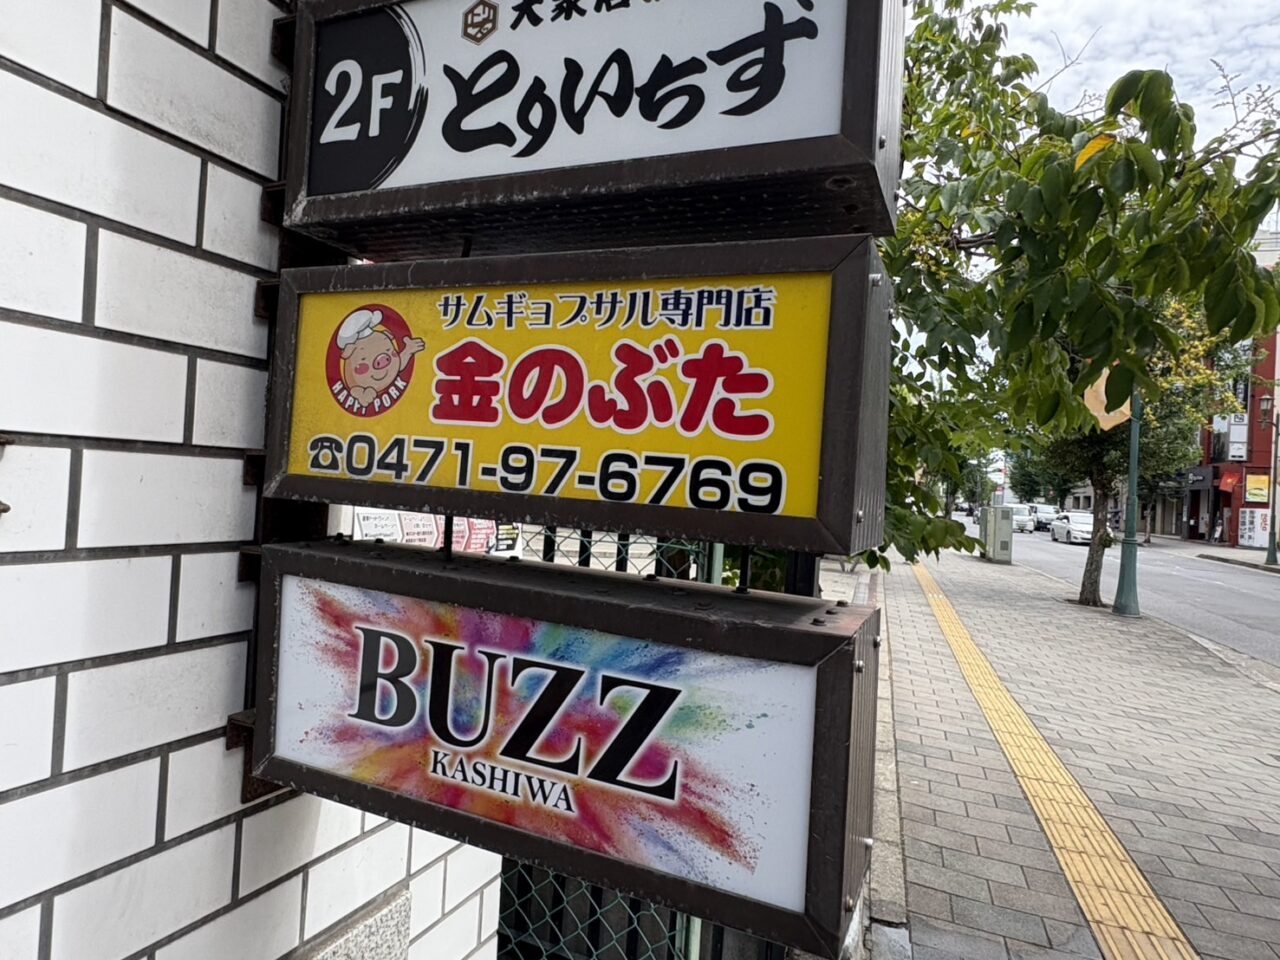 2F
とりいちず
サムギョプサル専門店
HAPPY PORK
金のぶた
☎0471-97-6769
BUZZ
KASHIWA